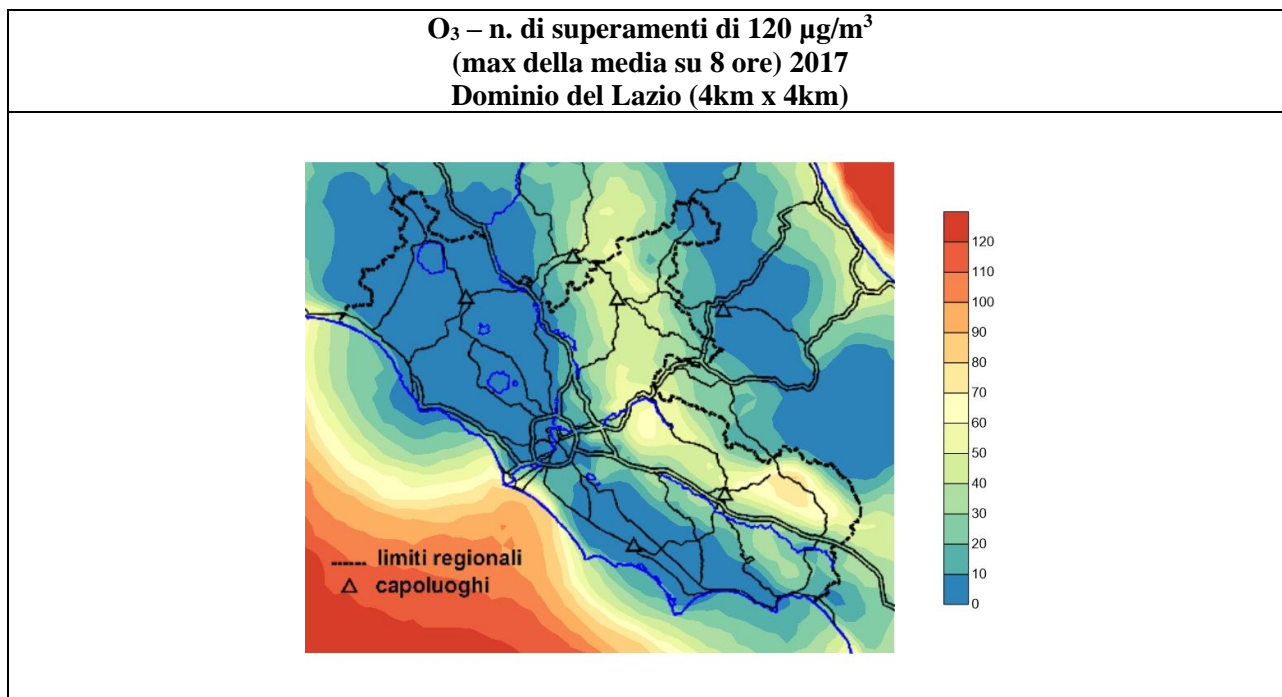 O₃ – n. di superamenti di 120 µg/m³
(max della media su 8 ore) 2017
Dominio del Lazio (4km x 4km)
limiti regionali
capoluoghi
120
110
100
90
80
70
60
50
40
30
20
10
0